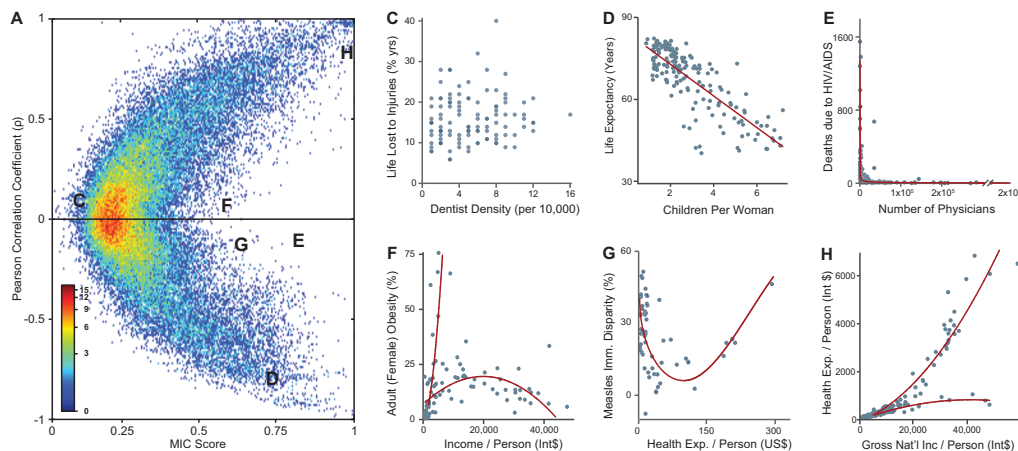 A
Pearson Correlation Coefficient (ρ)
1
0.5
0
-0.5
-1
H
C
F
G
E
D
15
12
9
6
3
0
0
0.25
0.5
0.75
1
MIC Score
C
Life Lost to Injuries (% yrs)
40
30
20
10
0
0
4
8
12
16
Dentist Density (per 10,000)
D
Life Expectancy (Years)
90
60
30
2
4
6
Children Per Woman
E
Deaths due to HIV/AIDS
1600
800
0
0
1x10⁵
2x10⁵
2x10
Number of Physicians
F
Adult (Female) Obesity (%)
75
50
25
0
0
20,000
40,000
Income / Person (Int$)
G
Measles Imm. Disparity (%)
60
30
0
0
150
300
Health Exp. / Person (US$)
H
Health Exp. / Person (Int $)
6000
4000
2000
0
0
20,000
40,000
Gross Nat'l Inc / Person (Int$)